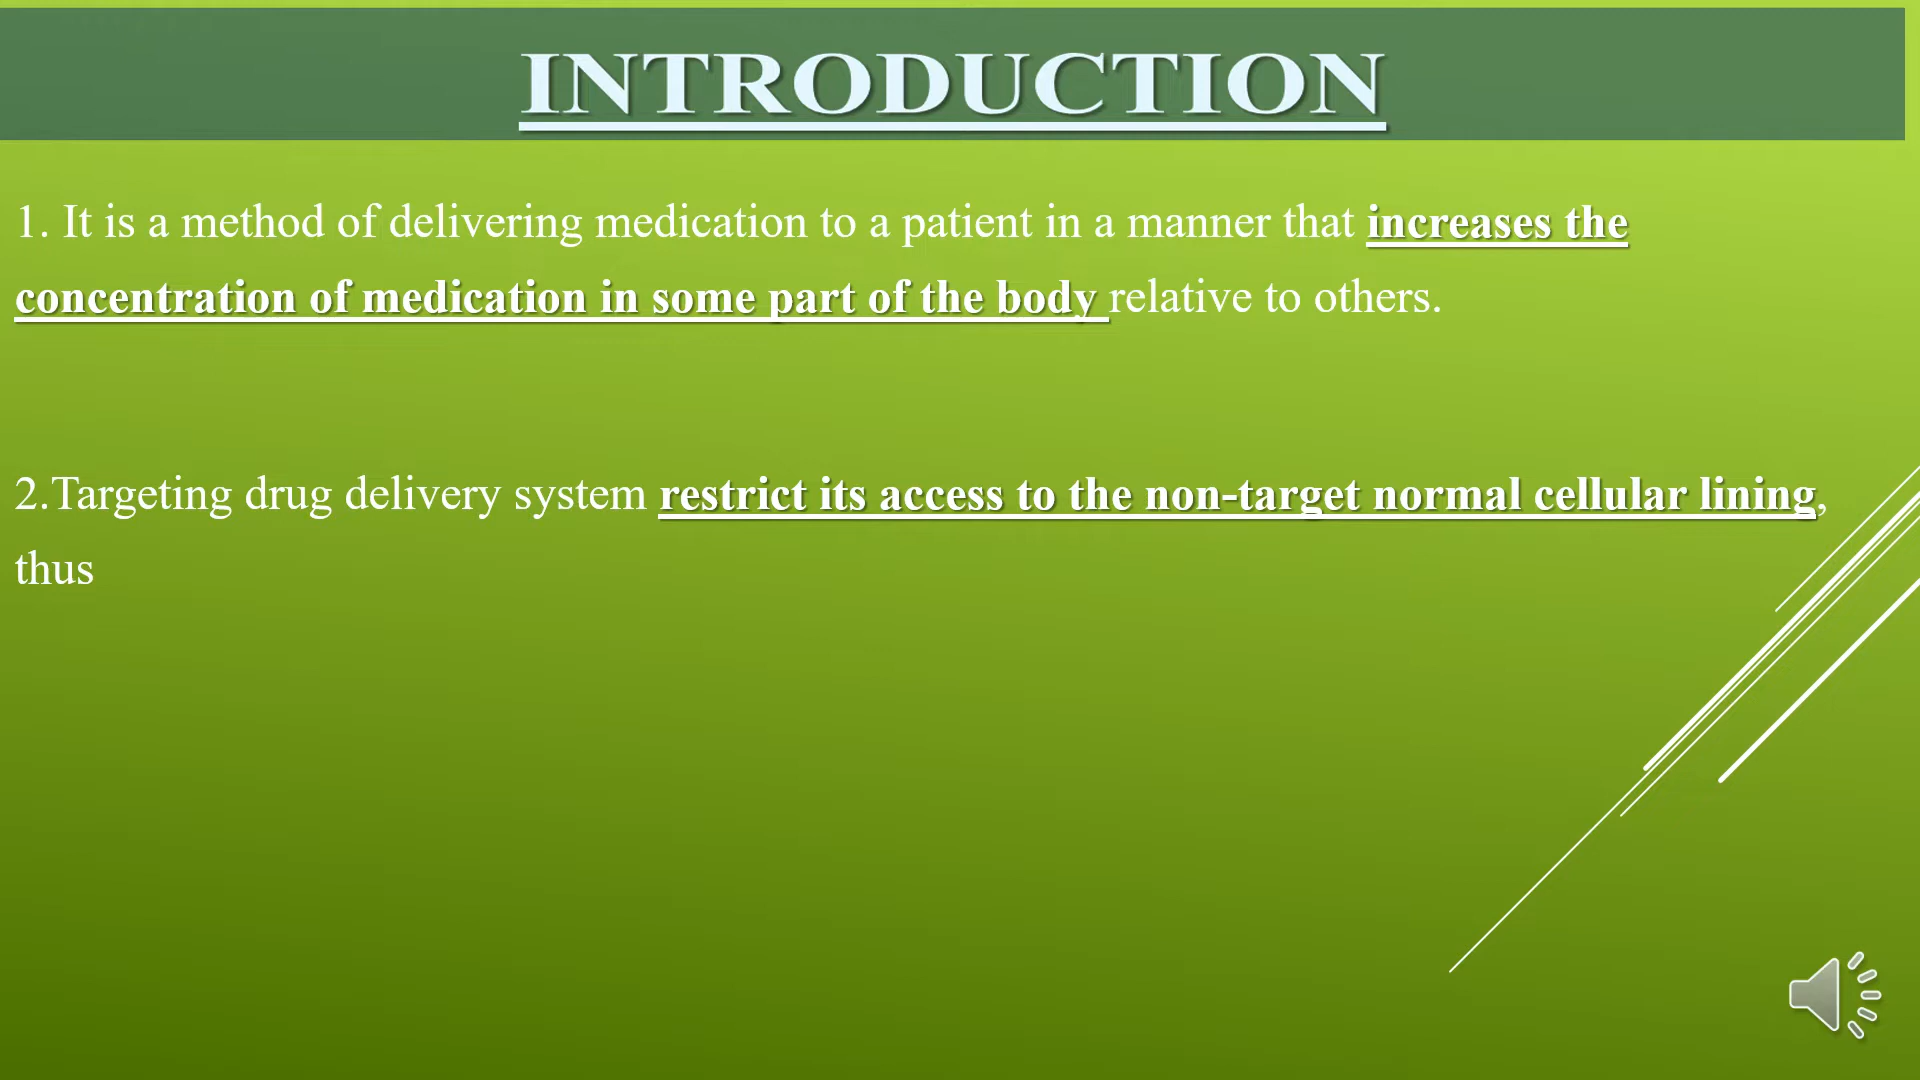 INTRODUCTION
1. It is a method of delivering medication to a patient in a manner that increases the
concentration of medication in some part of the body relative to others.
2.Targeting drug delivery system restrict its access to the non-target normal cellular lining,
thus